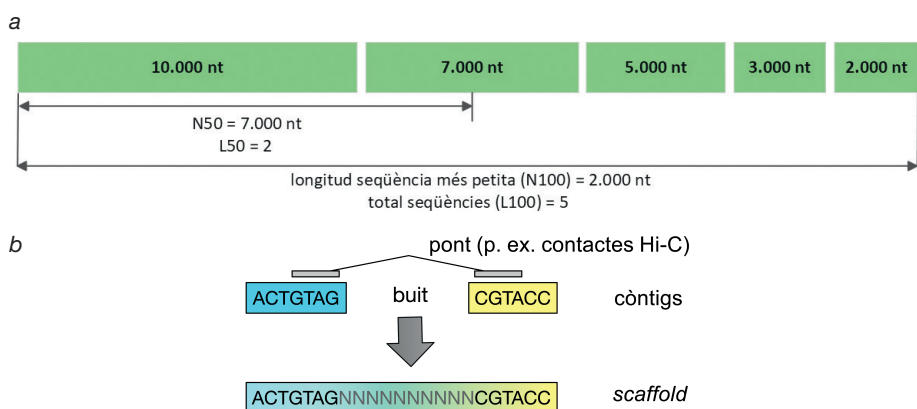 a
10.000 nt 7.000 nt 5.000 nt 3.000 nt 2.000 nt
N50 = 7.000 nt
L50 = 2
longitud seqüència més petita (N100) = 2.000 nt
total seqüències (L100) = 5
b
pont (p. ex. contactes Hi-C)
ACTGTAG buit CGTACC còntigs
ACTGTAGNNNNNNNNNNCGTACC scaffold